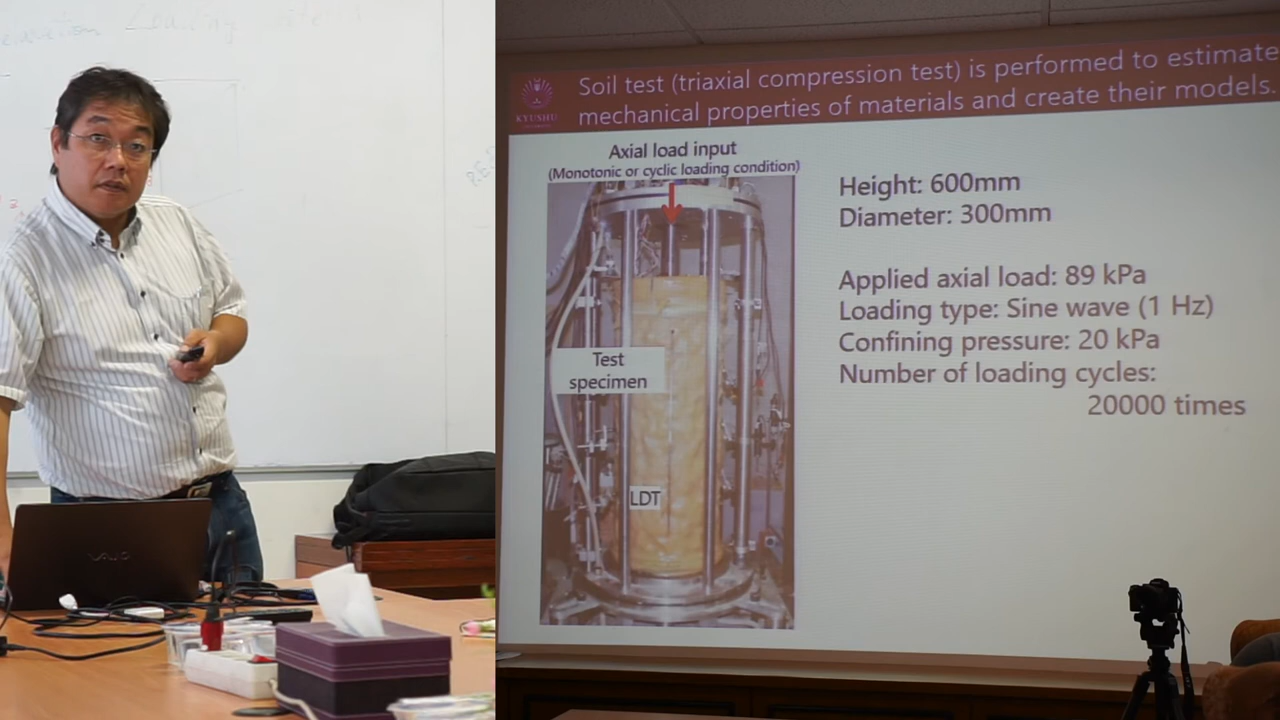 Soil test (triaxial compression test) is performed to estimate
mechanical properties of materials and create their models.
KYUSHU
UNIVERSITY
Axial load input
(Monotonic or cyclic loading condition)
Height: 600mm
Diameter: 300mm
Applied axial load: 89 kPa
Loading type: Sine wave (1 Hz)
Confining pressure: 20 kPa
Number of loading cycles:
20000 times
Test
specimen
LDT
VAIO
Loading